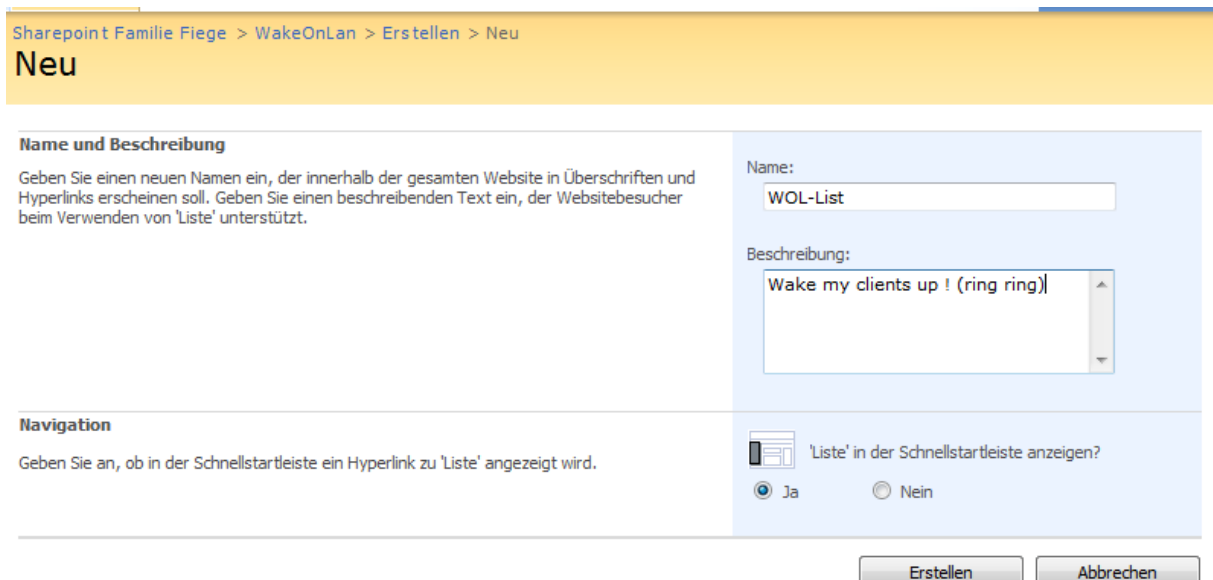 Sharepoint Familie Fiege > WakeOnLan > Erstellen > Neu
Neu
Name und Beschreibung
Geben Sie einen neuen Namen ein, der innerhalb der gesamten Website in Überschriften und
Hyperlinks erscheinen soll. Geben Sie einen beschreibenden Text ein, der Websitebesucher
beim Verwenden von 'Liste' unterstützt.
Name:
WOL-List
Beschreibung:
Wake my clients up ! (ring ring)
Navigation
Geben Sie an, ob in der Schnellstartleiste ein Hyperlink zu 'Liste' angezeigt wird.
'Liste' in der Schnellstartleiste anzeigen?
Ja Nein
Erstellen Abbrechen